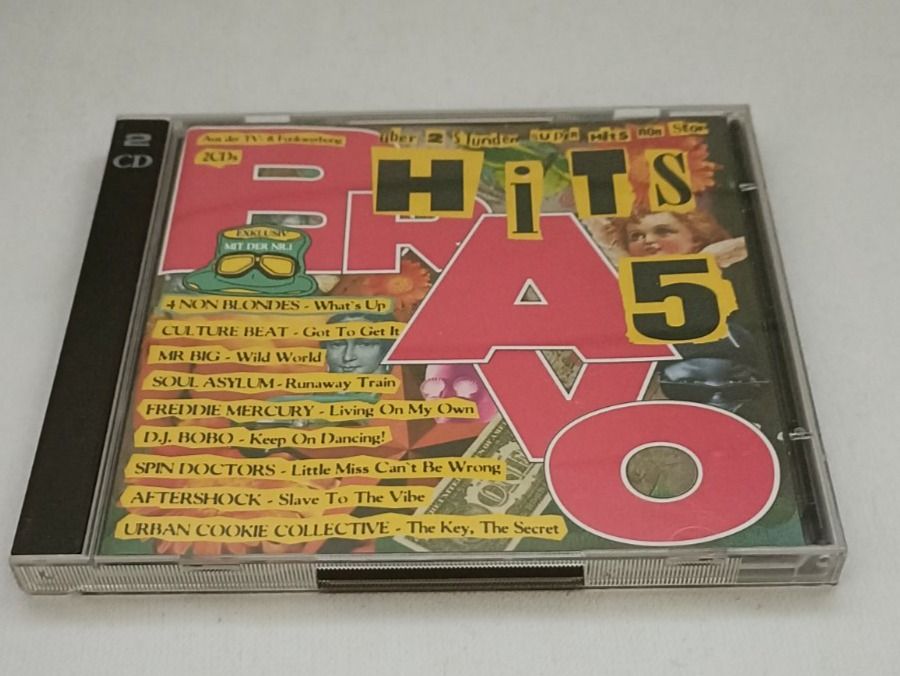 2
CD
Aus der TV- & Funkwerbung
2CDs
über 2 Stunden SUPER HiTS NON STOP
BRAVO
HiTS
5
EXKLUSIV
MIT DER NR.1
4 NON BLONDES - What's Up
CULTURE BEAT - Got To Get It
MR BIG - Wild World
SOUL ASYLUM - Runaway Train
FREDDIE MERCURY - Living On My Own
D.J. BOBO - Keep On Dancing!
SPIN DOCTORS - Little Miss Can't Be Wrong
AFTERSHOCK - Slave To The Vibe
URBAN COOKIE COLLECTIVE - The Key, The Secret
ONE